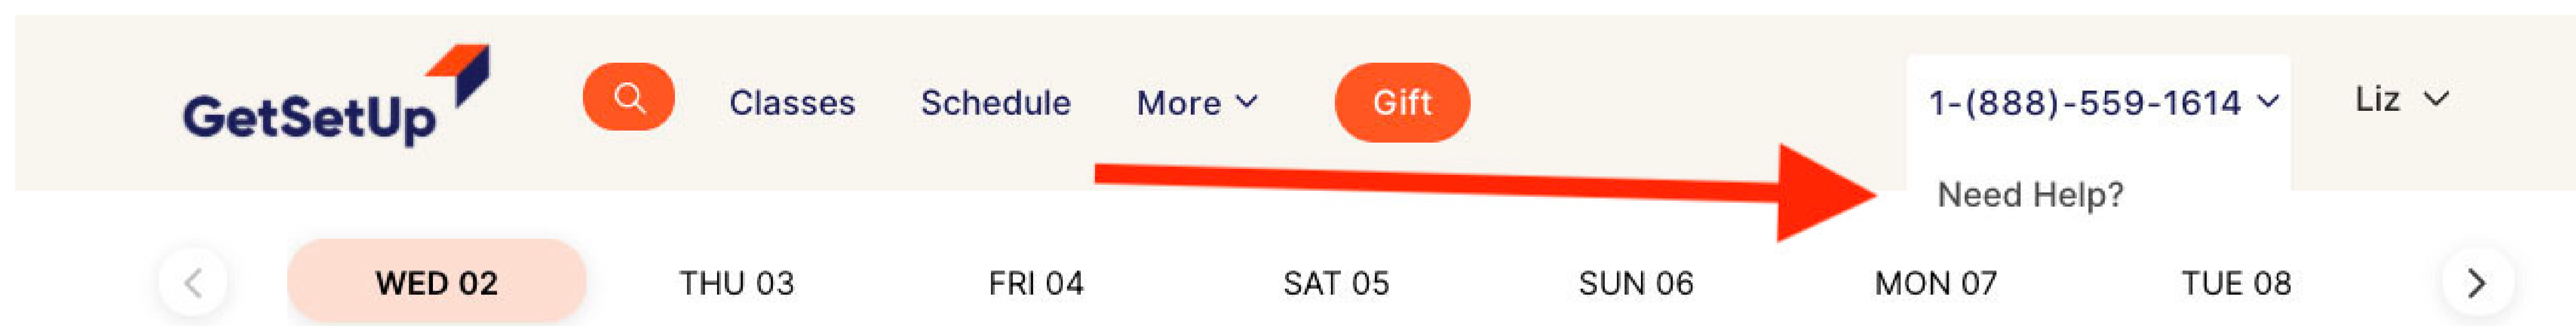 GetSetUp
Classes Schedule More Gift 1-(888)-559-1614 Liz
Need Help?
WED 02 THU 03 FRI 04 SAT 05 SUN 06 MON 07 TUE 08